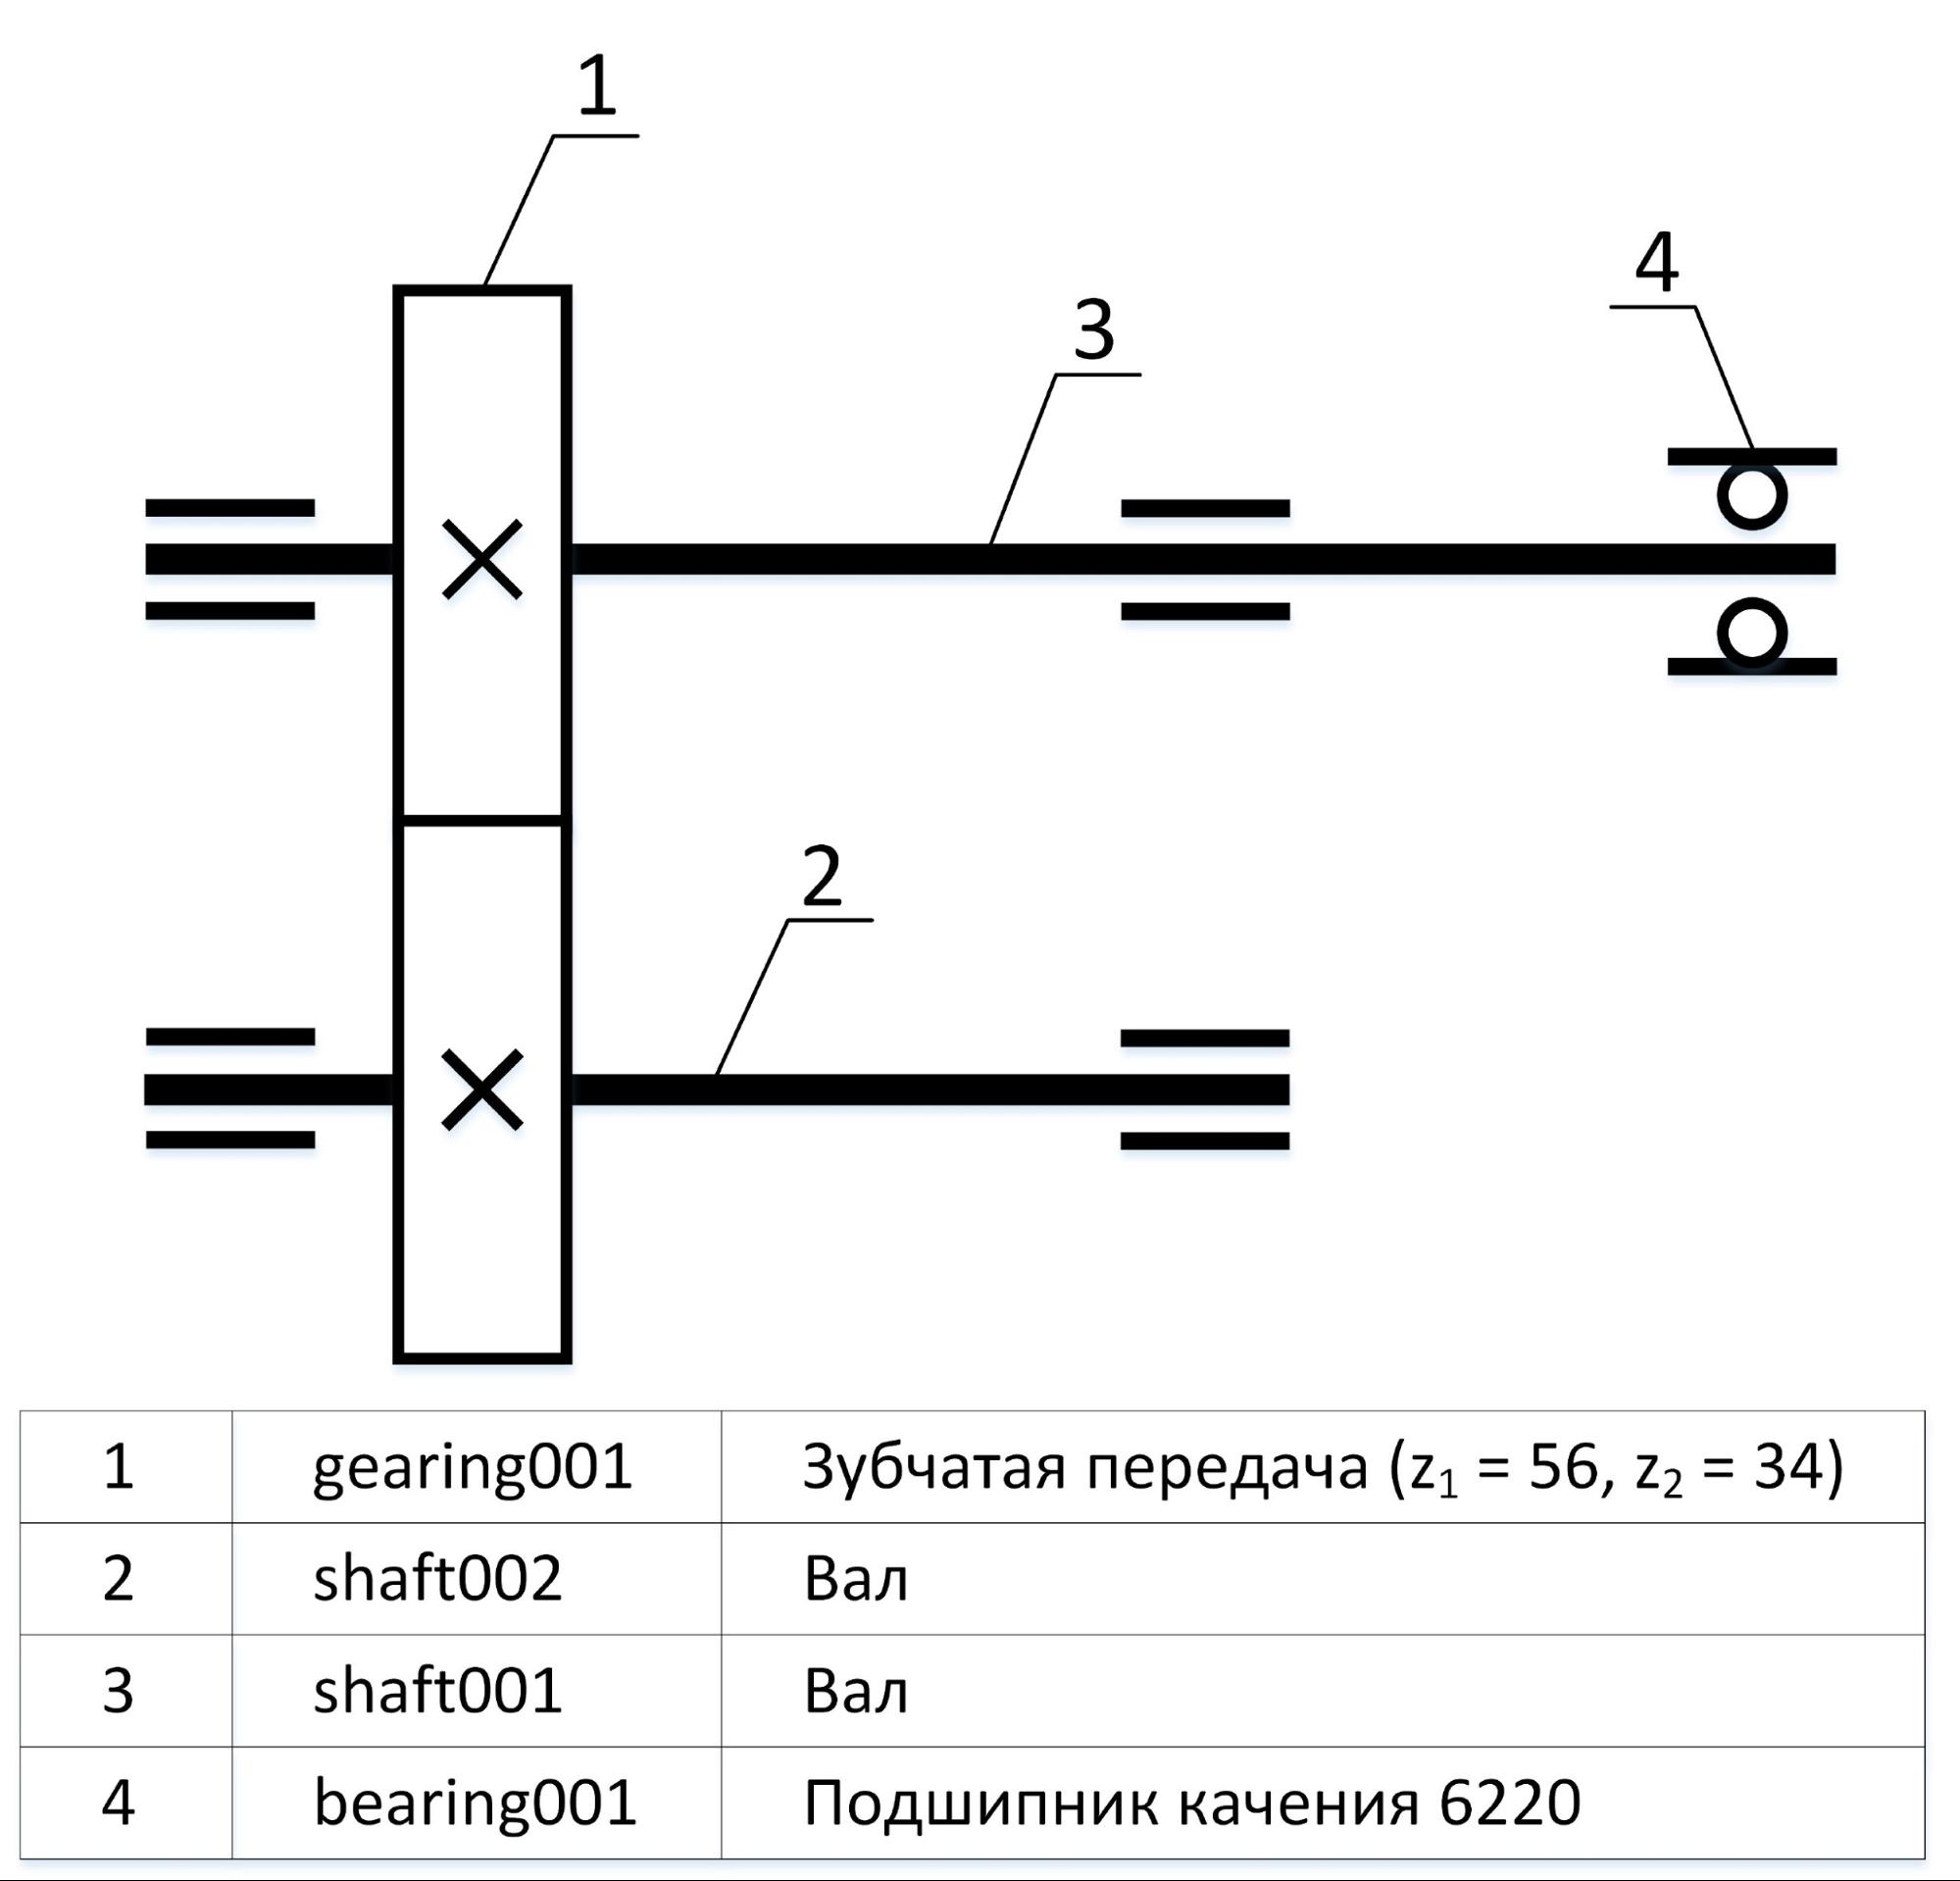 1
4
3
2
1 gearing001 Зубчатая передача (z₁ = 56, z₂ = 34)
2 shaft002 Вал
3 shaft001 Вал
4 bearing001 Подшипник качения 6220